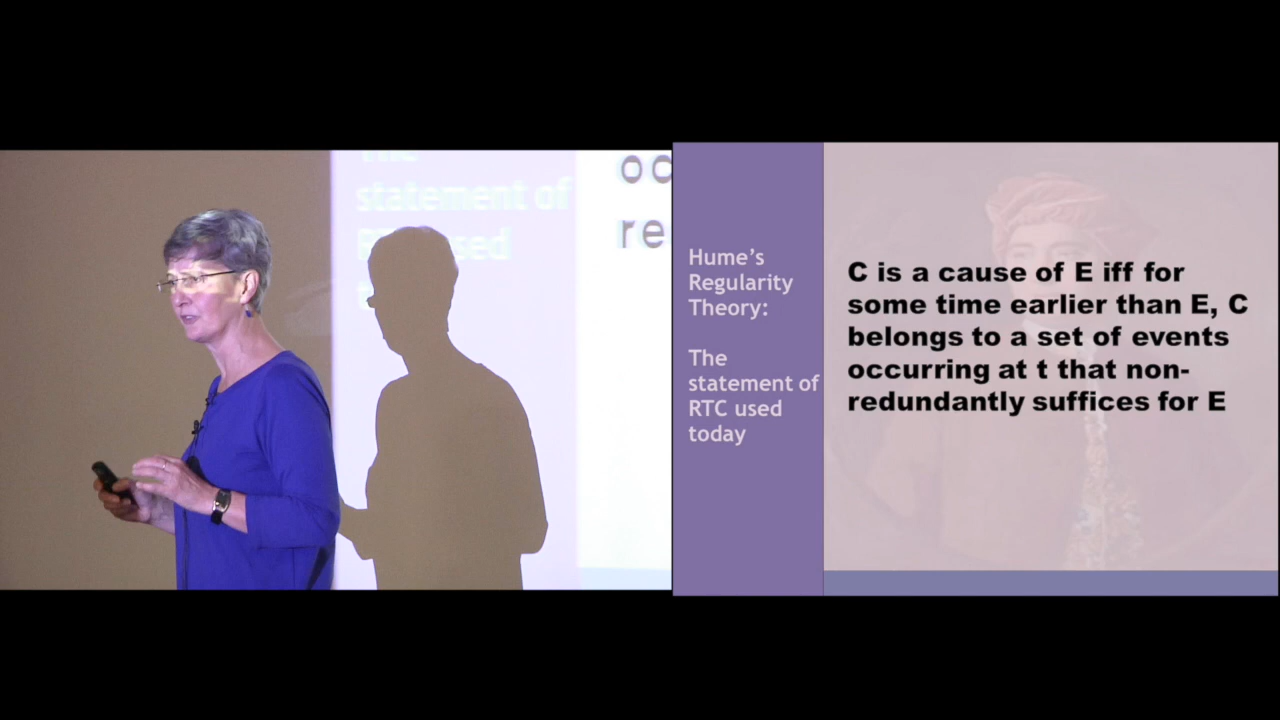 statement of
oc
re
Hume's
Regularity
Theory:
The
statement of
RTC used
today
C is a cause of E iff for
some time earlier than E, C
belongs to a set of events
occurring at t that non-
redundantly suffices for E